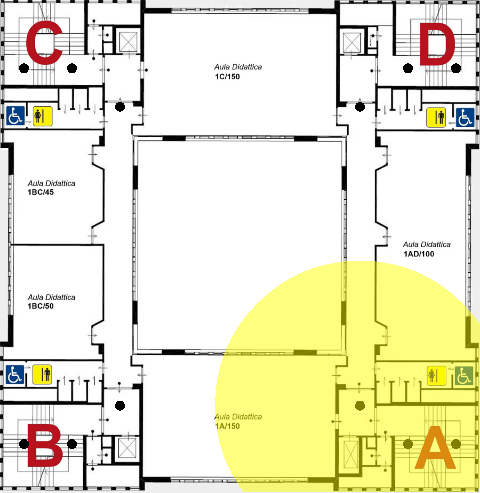 C
D
Aula Didattica
1C/150
Aula Didattica
1BC/45
Aula Didattica
1AD/100
Aula Didattica
1BC/50
Aula Didattica
1A/150
B
A